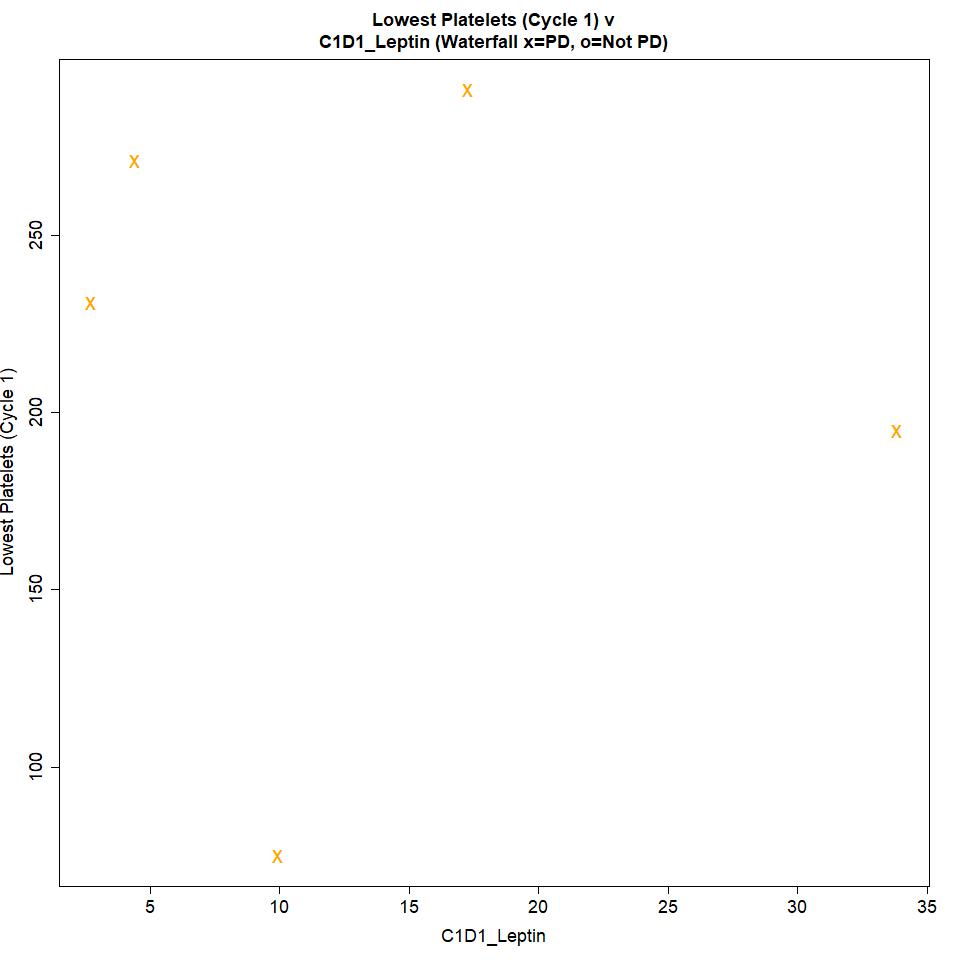 Lowest Platelets (Cycle 1) v
C1D1_Leptin (Waterfall x=PD, o=Not PD)
X
X
250
X
Lowest Platelets (Cycle 1)
200
X
150
100
X
5 10 15 20 25 30 35
C1D1_Leptin